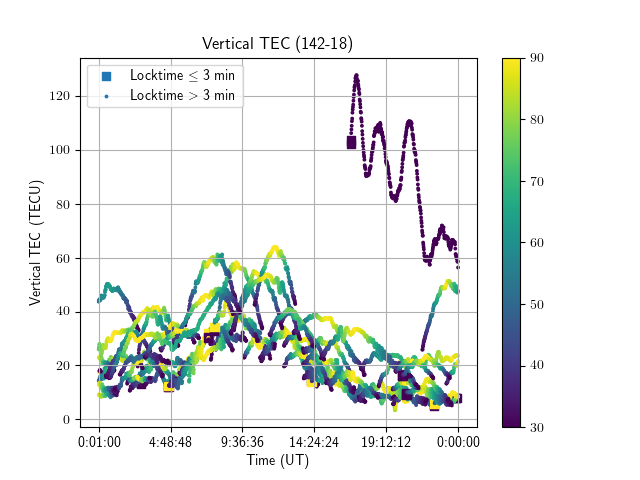 Vertical TEC (142-18)
Locktime ≤ 3 min
Locktime > 3 min
Vertical TEC (TECU)
120
100
80
60
40
20
0
0:01:00 4:48:48 9:36:36 14:24:24 19:12:12 0:00:00
Time (UT)
90
80
70
60
50
40
30